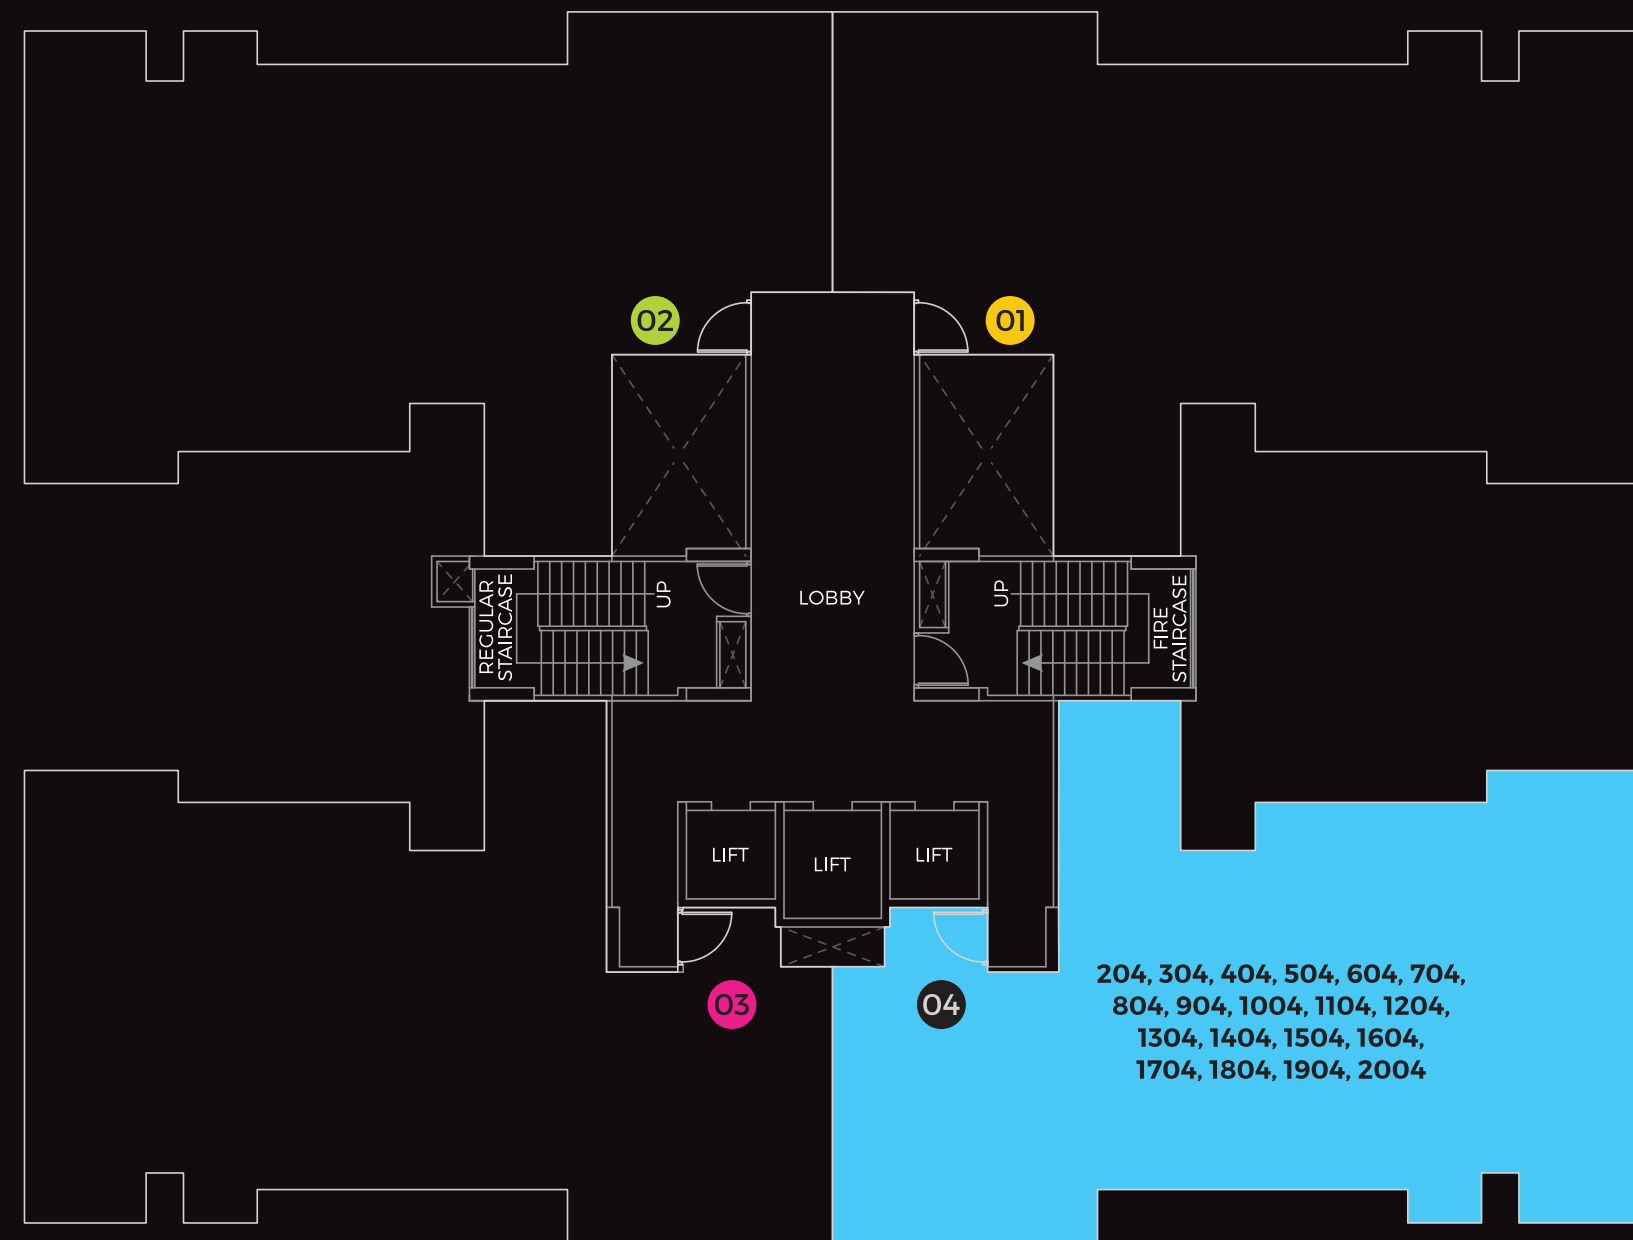 02
01
REGULAR
STAIRCASE
UP
LOBBY
UP
FIRE
STAIRCASE
LIFT
LIFT
LIFT
03
04
204, 304, 404, 504, 604, 704,
804, 904, 1004, 1104, 1204,
1304, 1404, 1504, 1604,
1704, 1804, 1904, 2004